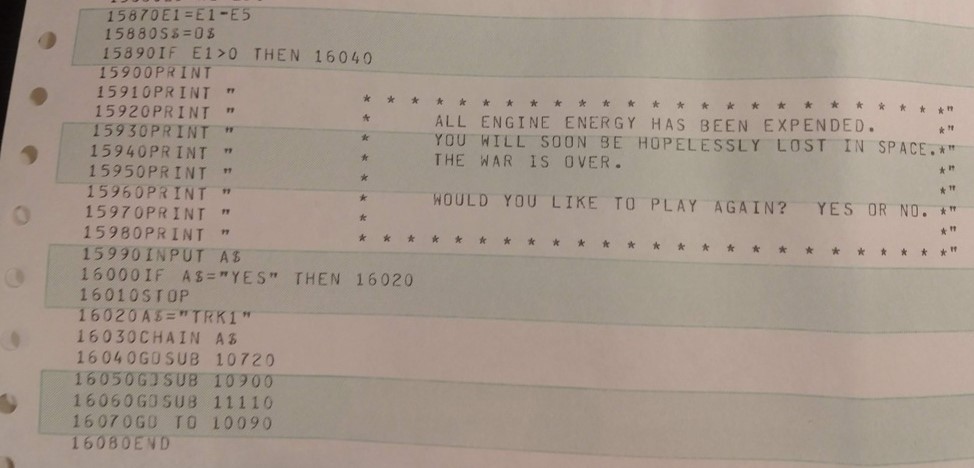 15870E1=E1-E5
15880S$=O$
15890IF E1>0 THEN 16040
15900PRINT
15910PRINT " * * * * * * * * * * * * * * * * * * * * * * * * * *"
15920PRINT " * ALL ENGINE ENERGY HAS BEEN EXPENDED. *"
15930PRINT " * YOU WILL SOON BE HOPELESSLY LOST IN SPACE.*"
15940PRINT " * THE WAR IS OVER. *"
15950PRINT " * *"
15960PRINT " * WOULD YOU LIKE TO PLAY AGAIN? YES OR NO. *"
15970PRINT " * *"
15980PRINT " * * * * * * * * * * * * * * * * * * * * * * * * * *"
15990INPUT A$
16000IF A$="YES" THEN 16020
16010STOP
16020A$="TRK1"
16030CHAIN A$
16040GOSUB 10720
16050GOSUB 10900
16060GOSUB 11110
16070GO TO 10090
16080END